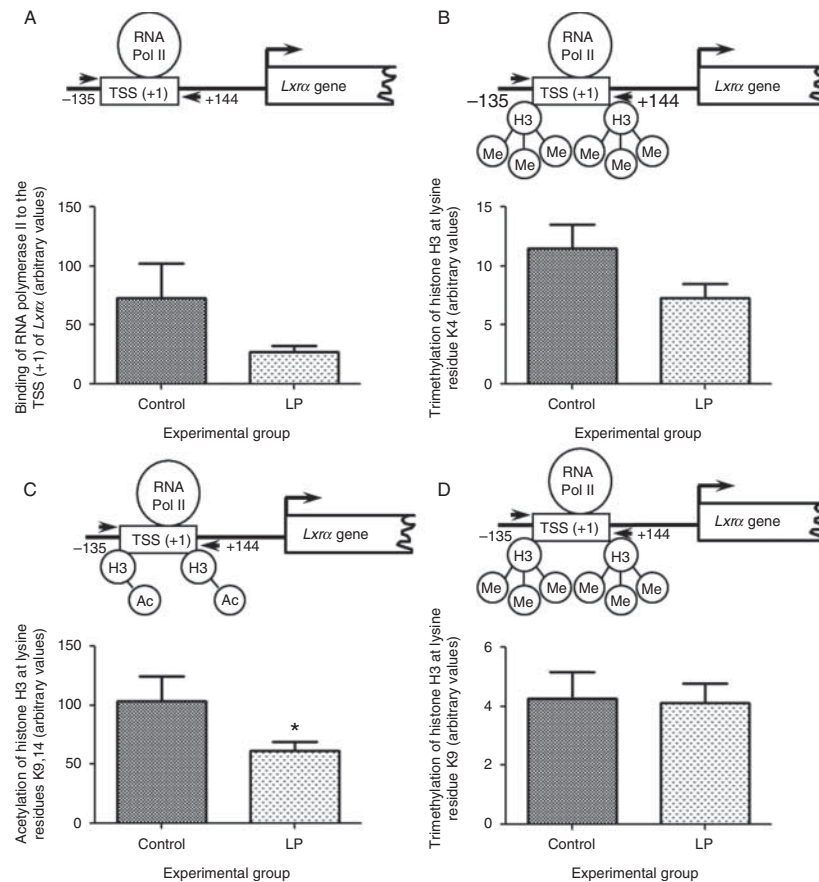 A
RNA
Pol II
TSS (+1)
−135
+144
Lxrα gene
Binding of RNA polymerase II to the
TSS (+1) of Lxrα (arbitrary values)
150
100
50
0
Control
LP
Experimental group
B
RNA
Pol II
TSS (+1)
−135
+144
Lxrα gene
H3
H3
Me
Me
Me
Me
Me
Me
Trimethylation of histone H3 at lysine
residue K4 (arbitrary values)
15
10
5
0
Control
LP
Experimental group
C
RNA
Pol II
TSS (+1)
−135
+144
Lxrα gene
H3
H3
Ac
Ac
Acetylation of histone H3 at lysine
residues K9,14 (arbitrary values)
150
100
50
0
*
Control
LP
Experimental group
D
RNA
Pol II
TSS (+1)
−135
+144
Lxrα gene
H3
H3
Me
Me
Me
Me
Me
Me
Trimethylation of histone H3 at lysine
residue K9 (arbitrary values)
6
4
2
0
Control
LP
Experimental group